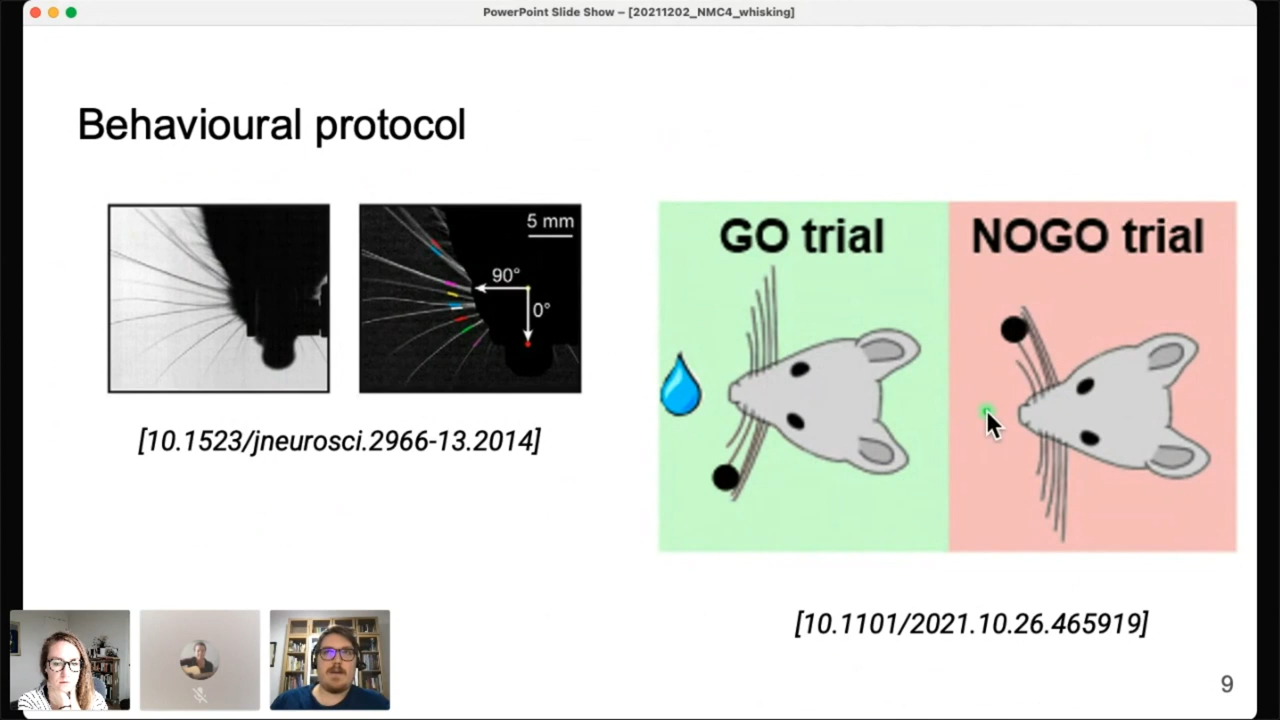 PowerPoint Slide Show – [20211202_NMC4_whisking]
Behavioural protocol
5 mm
90°
0°
[10.1523/jneurosci.2966-13.2014]
GO trial
NOGO trial
[10.1101/2021.10.26.465919]
9